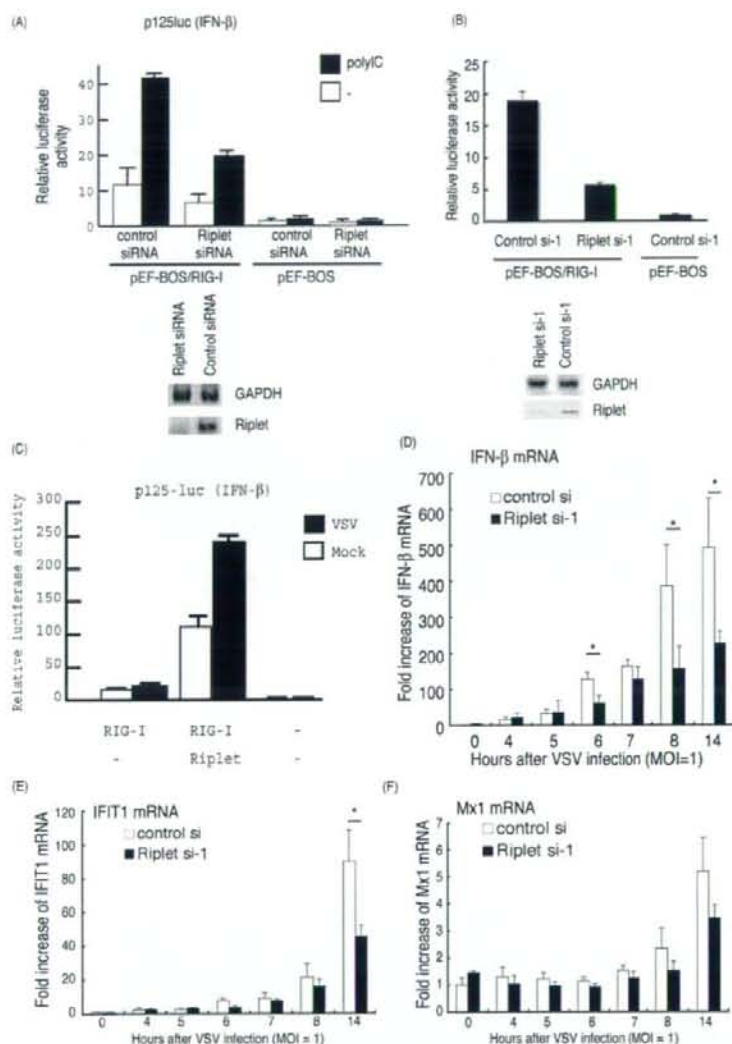 (A)
p125luc (IFN-β)
Relative luciferase activity
40
30
20
10
0
polyIC
-
control siRNA
Riplet siRNA
control siRNA
Riplet siRNA
pEF-BOS/RIG-I
pEF-BOS
Riplet siRNA
Control siRNA
GAPDH
Riplet
(B)
Relative luciferase activity
25
20
15
10
5
0
Control si-1
Riplet si-1
Control si-1
pEF-BOS/RIG-I
pEF-BOS
Riplet si-1
Control si-1
GAPDH
Riplet
(C)
p125-luc (IFN-β)
Relative luciferase activity
300
250
200
150
100
50
0
VSV
Mock
RIG-I
RIG-I
-
-
Riplet
-
(D)
IFN-β mRNA
Fold increase of IFN-β mRNA
700
600
500
400
300
200
100
control si
Riplet si-1
*
*
*
0 4 5 6 7 8 14
Hours after VSV infection (MOI=1)
(E)
IFIT1 mRNA
Fold increase of IFIT1 mRNA
120
100
80
60
40
20
0
control si
Riplet si-1
*
0 4 5 6 7 8 14
Hours after VSV infection (MOI = 1)
(F)
Mx1 mRNA
Fold increase of Mx1 mRNA
7
6
5
4
3
2
1
0
control si
Riplet si-1
0 4 5 6 7 8 14
Hours after VSV infection (MOI = 1)